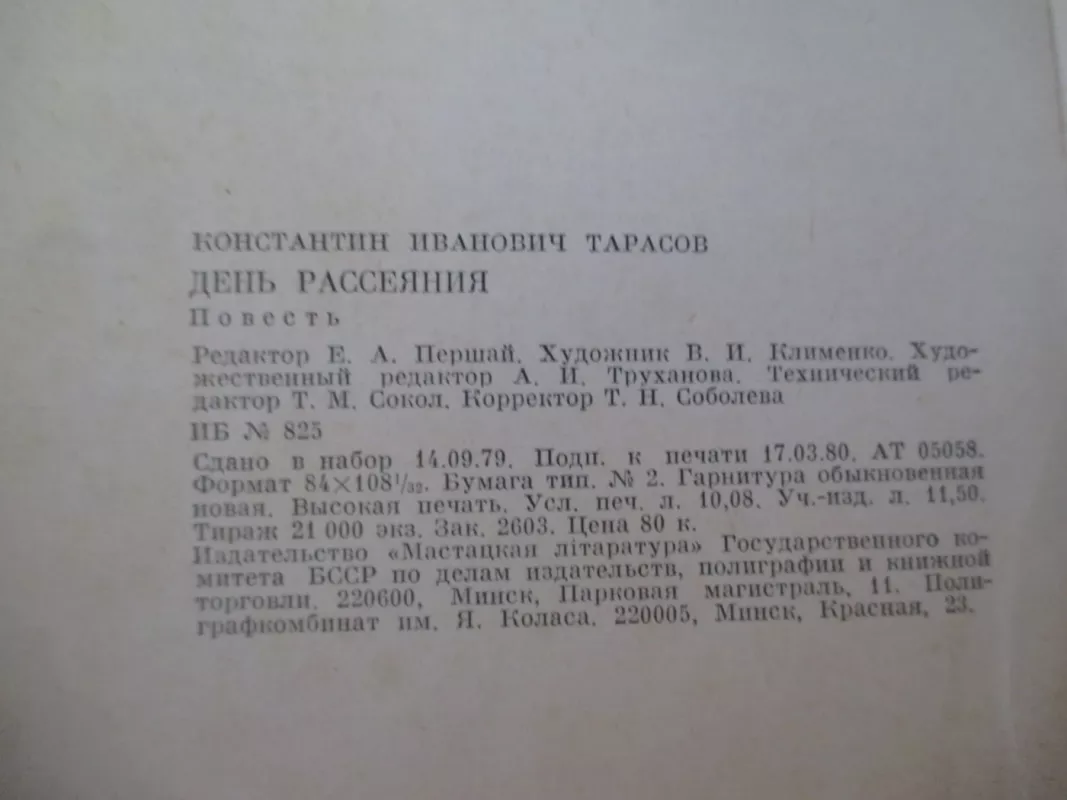 КОНСТАНТИН ИВАНОВИЧ ТАРАСОВ
ДЕНЬ РАССЕЯНИЯ
Повесть
Редактор Е. А. Першай. Художник В. И. Клименко. Худо-
жественный редактор А. И. Труханова. Технический ре-
дактор Т. М. Сокол. Корректор Т. Н. Соболева
ИБ № 825
Сдано в набор 14.09.79. Подп. к печати 17.03.80. АТ 05058.
Формат 84×108¹/₃₂. Бумага тип. № 2. Гарнитура обыкновенная
новая. Высокая печать. Усл. печ. л. 10,08. Уч.-изд. л. 11,50.
Тираж 21 000 экз. Зак. 2603. Цена 80 к.
Издательство «Мастацкая літаратура» Государственного ко-
митета БССР по делам издательств, полиграфии и книжной
торговли. 220600, Минск, Парковая магистраль, 11. Поли-
графкомбинат им. Я. Коласа. 220005, Минск, Красная, 23.